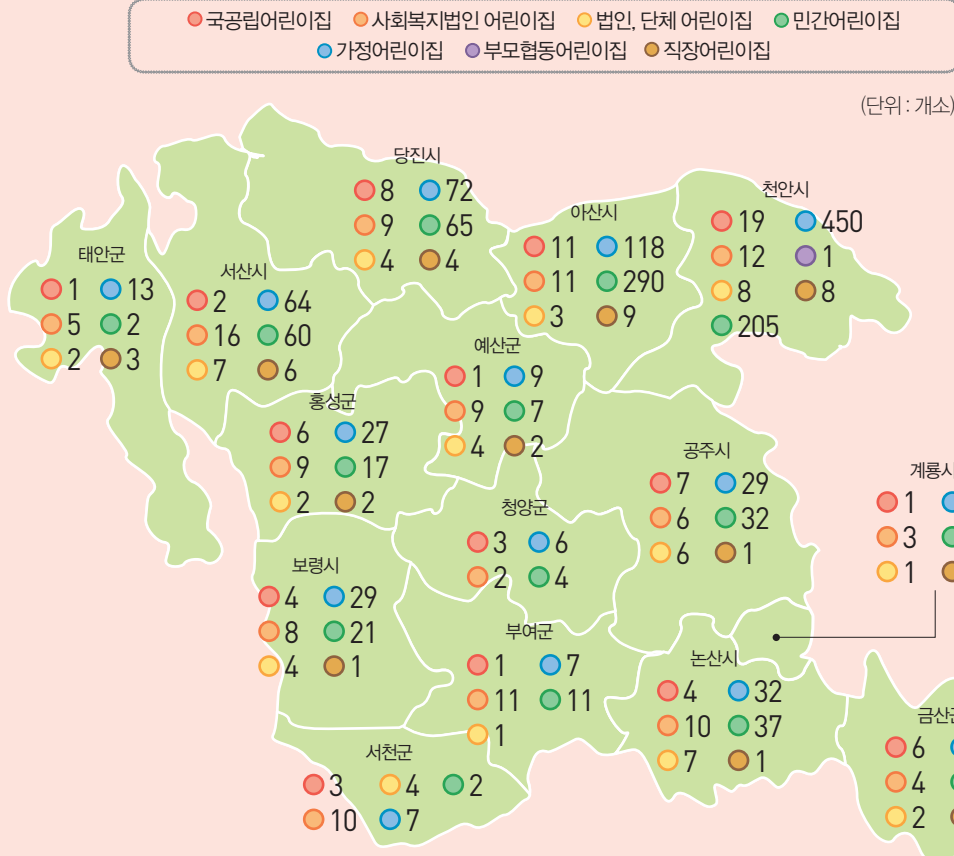 국공립어린이집 사회복지법인 어린이집 법인, 단체 어린이집 민간어린이집
가정어린이집 부모협동어린이집 직장어린이집
(단위 : 개소)
당진시
8 72
9 65
4 4
아산시
11 118
11 290
3 9
천안시
19 450
12 1
8 8
205
태안군
1 13
5 2
2 3
서산시
2 64
16 60
7 6
예산군
1 9
9 7
4 2
홍성군
6 27
9 17
2 2
공주시
7 29
6 32
6 1
계룡시
1
3
1
청양군
3 6
2 4
보령시
4 29
8 21
4 1
부여군
1 7
11 11
1
논산시
4 32
10 37
7 1
서천군
3 4 2
10 7
금산군
6
4
2